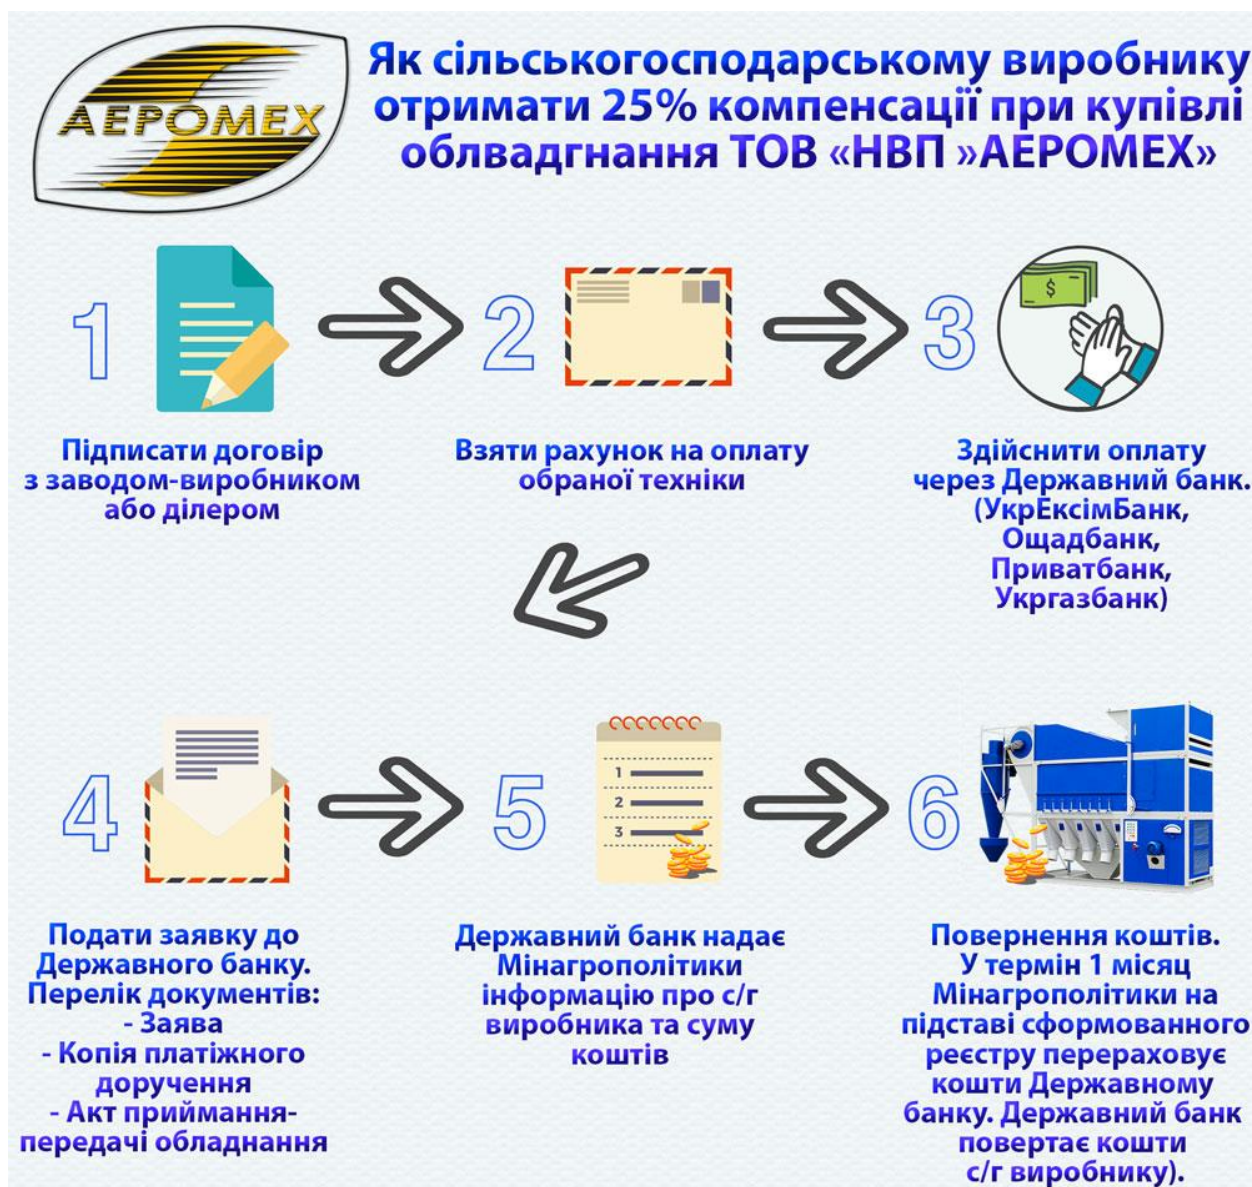 АЕРОМЕХ
Як сільськогосподарському виробнику
отримати 25% компенсації при купівлі
облвадгнання ТОВ «НВП »АЕРОМЕХ»
1
2
3
$
Підписати договір
з заводом-виробником
або ділером
Взяти рахунок на оплату
обраної техніки
Здійснити оплату
через Державний банк.
(УкрЕксімБанк,
Ощадбанк,
Приватбанк,
Укргазбанк)
4
5
1
2
3
6
Подати заявку до
Державного банку.
Перелік документів:
- Заява
- Копія платіжного
доручення
- Акт приймання-
передачі обладнання
Державний банк надає
Мінагрополітики
інформацію про с/г
виробника та суму
коштів
Повернення коштів.
У термін 1 місяц
Мінагрополітики на
підставі сформованного
реєстру перераховує
кошти Державному
банку. Державний банк
повертає кошти
с/г виробнику).